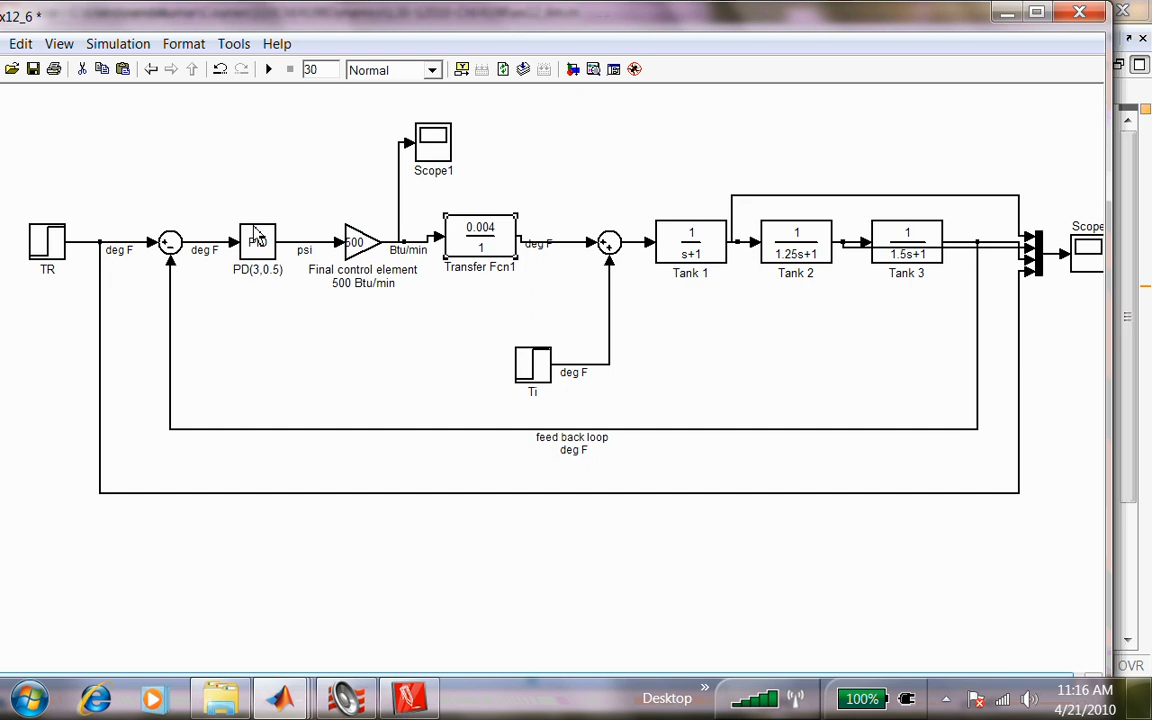 x12_6 *
Edit View Simulation Format Tools Help
30 Normal
Scope1
TR
deg F
deg F
PD(3,0.5)
psi
500
Final control element
500 Btu/min
Btu/min
0.004
1
Transfer Fcn1
deg F
Ti
deg F
1
s+1
Tank 1
1
1.25s+1
Tank 2
1
1.5s+1
Tank 3
Scope
feed back loop
deg F
OVR
Desktop
»
100%
11:16 AM
4/21/2010